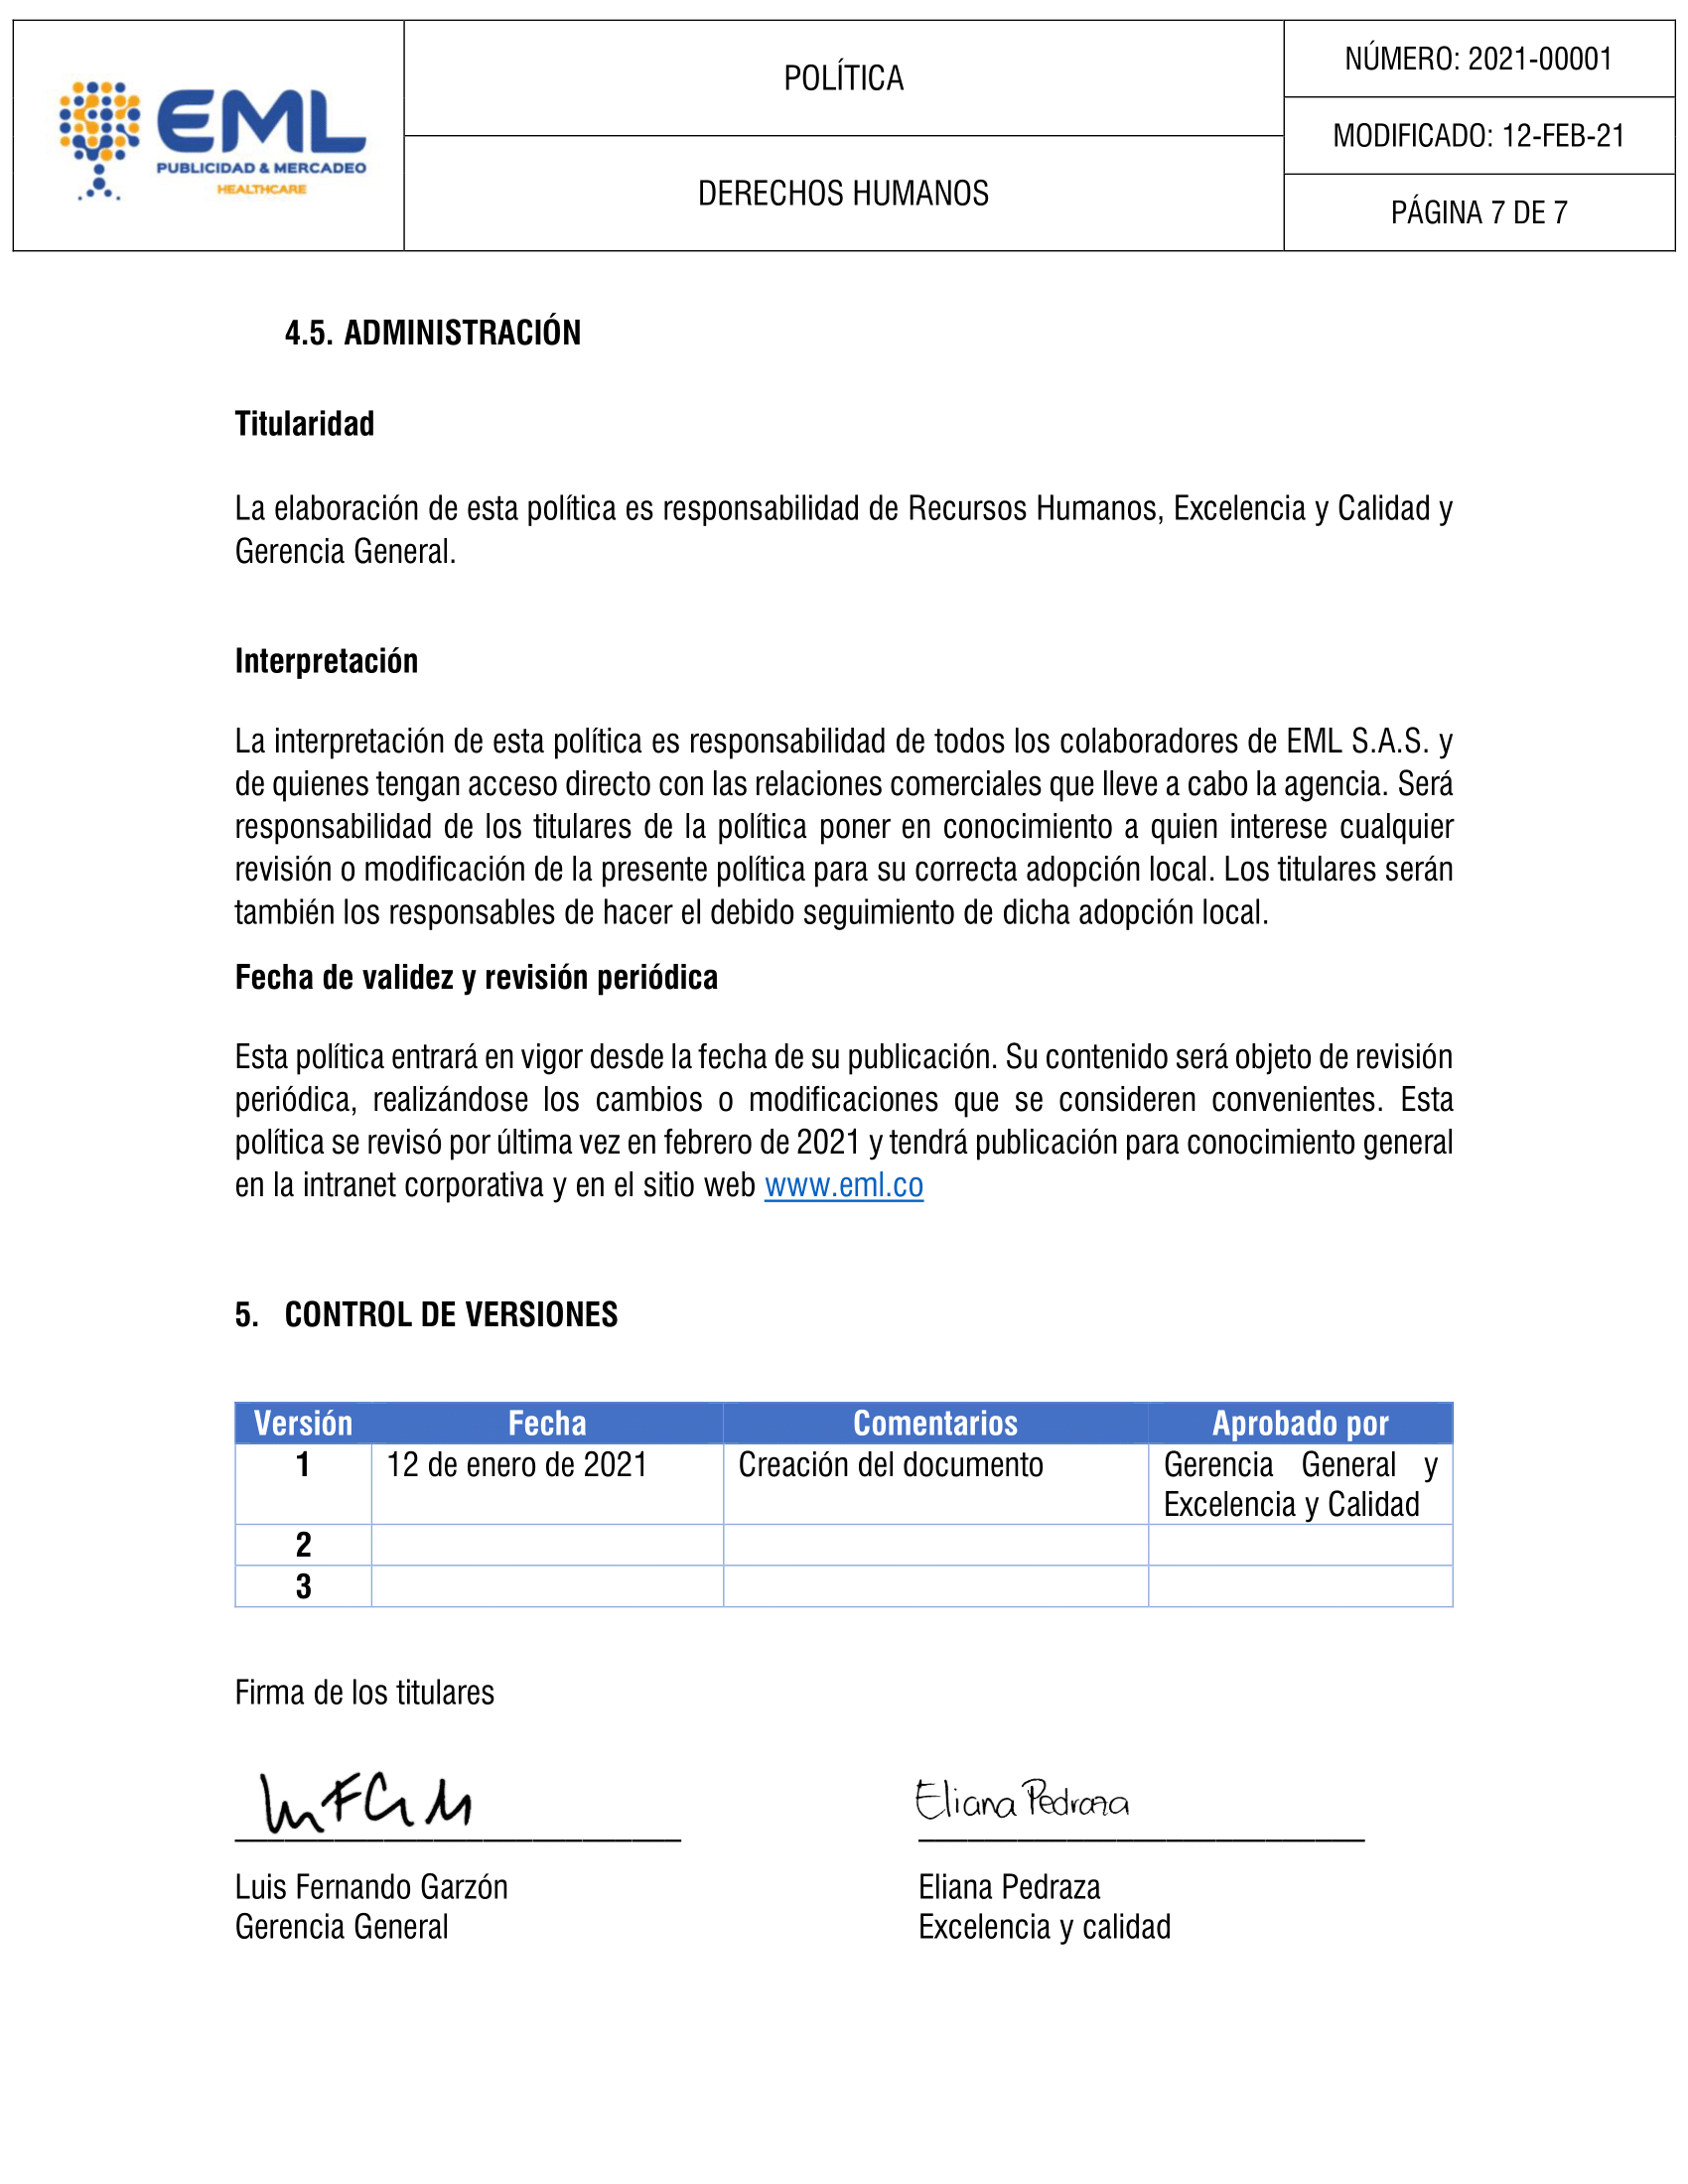 EML
PUBLICIDAD & MERCADEO
HEALTHCARE
POLÍTICA
DERECHOS HUMANOS
NÚMERO: 2021-00001
MODIFICADO: 12-FEB-21
PÁGINA 7 DE 7
4.5. ADMINISTRACIÓN
Titularidad
La elaboración de esta política es responsabilidad de Recursos Humanos, Excelencia y Calidad y
Gerencia General.
Interpretación
La interpretación de esta política es responsabilidad de todos los colaboradores de EML S.A.S. y
de quienes tengan acceso directo con las relaciones comerciales que lleve a cabo la agencia. Será
responsabilidad de los titulares de la política poner en conocimiento a quien interese cualquier
revisión o modificación de la presente política para su correcta adopción local. Los titulares serán
también los responsables de hacer el debido seguimiento de dicha adopción local.
Fecha de validez y revisión periódica
Esta política entrará en vigor desde la fecha de su publicación. Su contenido será objeto de revisión
periódica, realizándose los cambios o modificaciones que se consideren convenientes. Esta
política se revisó por última vez en febrero de 2021 y tendrá publicación para conocimiento general
en la intranet corporativa y en el sitio web www.eml.co
5. CONTROL DE VERSIONES
Versión Fecha Comentarios Aprobado por
1 12 de enero de 2021 Creación del documento Gerencia General y
Excelencia y Calidad
2
3
Firma de los titulares
Eliana Pedraza
Luis Fernando Garzón
Gerencia General
Eliana Pedraza
Excelencia y calidad